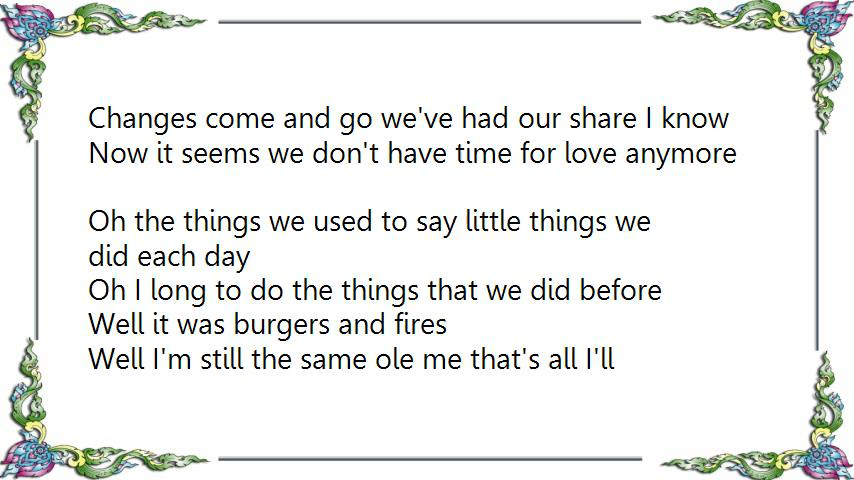 Changes come and go we've had our share I know
Now it seems we don't have time for love anymore
Oh the things we used to say little things we
did each day
Oh I long to do the things that we did before
Well it was burgers and fires
Well I'm still the same ole me that's all I'll